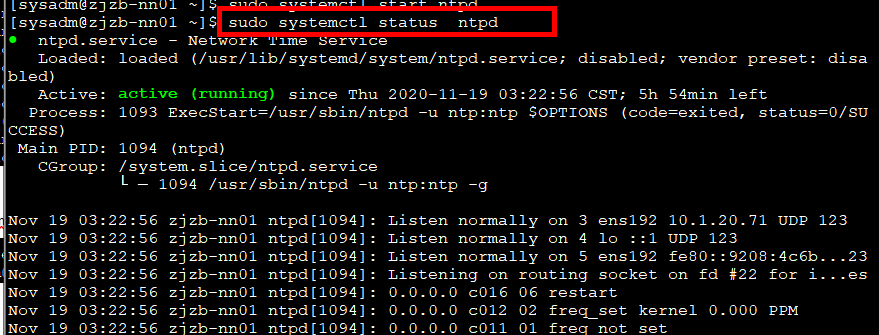 [sysadm@zjzb-nn01 ~]$ sudo systemctl start ntpd
[sysadm@zjzb-nn01 ~]$ sudo systemctl status  ntpd
● ntpd.service - Network Time Service
Loaded: loaded (/usr/lib/systemd/system/ntpd.service; disabled; vendor preset: disa
bled)
Active: active (running) since Thu 2020-11-19 03:22:56 CST; 5h 54min left
Process: 1093 ExecStart=/usr/sbin/ntpd -u ntp:ntp $OPTIONS (code=exited, status=0/SU
CCESS)
Main PID: 1094 (ntpd)
CGroup: /system.slice/ntpd.service
└─ 1094 /usr/sbin/ntpd -u ntp:ntp -g
Nov 19 03:22:56 zjzb-nn01 ntpd[1094]: Listen normally on 3 ens192 10.1.20.71 UDP 123
Nov 19 03:22:56 zjzb-nn01 ntpd[1094]: Listen normally on 4 lo ::1 UDP 123
Nov 19 03:22:56 zjzb-nn01 ntpd[1094]: Listen normally on 5 ens192 fe80::9208:4c6b...23
Nov 19 03:22:56 zjzb-nn01 ntpd[1094]: Listening on routing socket on fd #22 for i...es
Nov 19 03:22:56 zjzb-nn01 ntpd[1094]: 0.0.0.0 c016 06 restart
Nov 19 03:22:56 zjzb-nn01 ntpd[1094]: 0.0.0.0 c012 02 freq_set kernel 0.000 PPM
Nov 19 03:22:56 zjzb-nn01 ntpd[1094]: 0.0.0.0 c011 01 freq_not_set